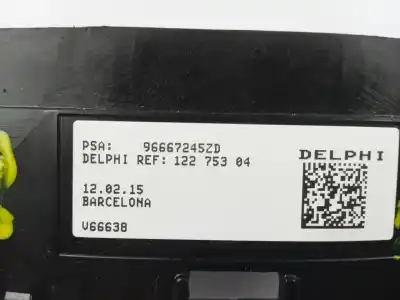 PSA: 96667245ZD
DELPHI REF: 122 753 04
DELPHI
12.02.15
BARCELONA
V66638